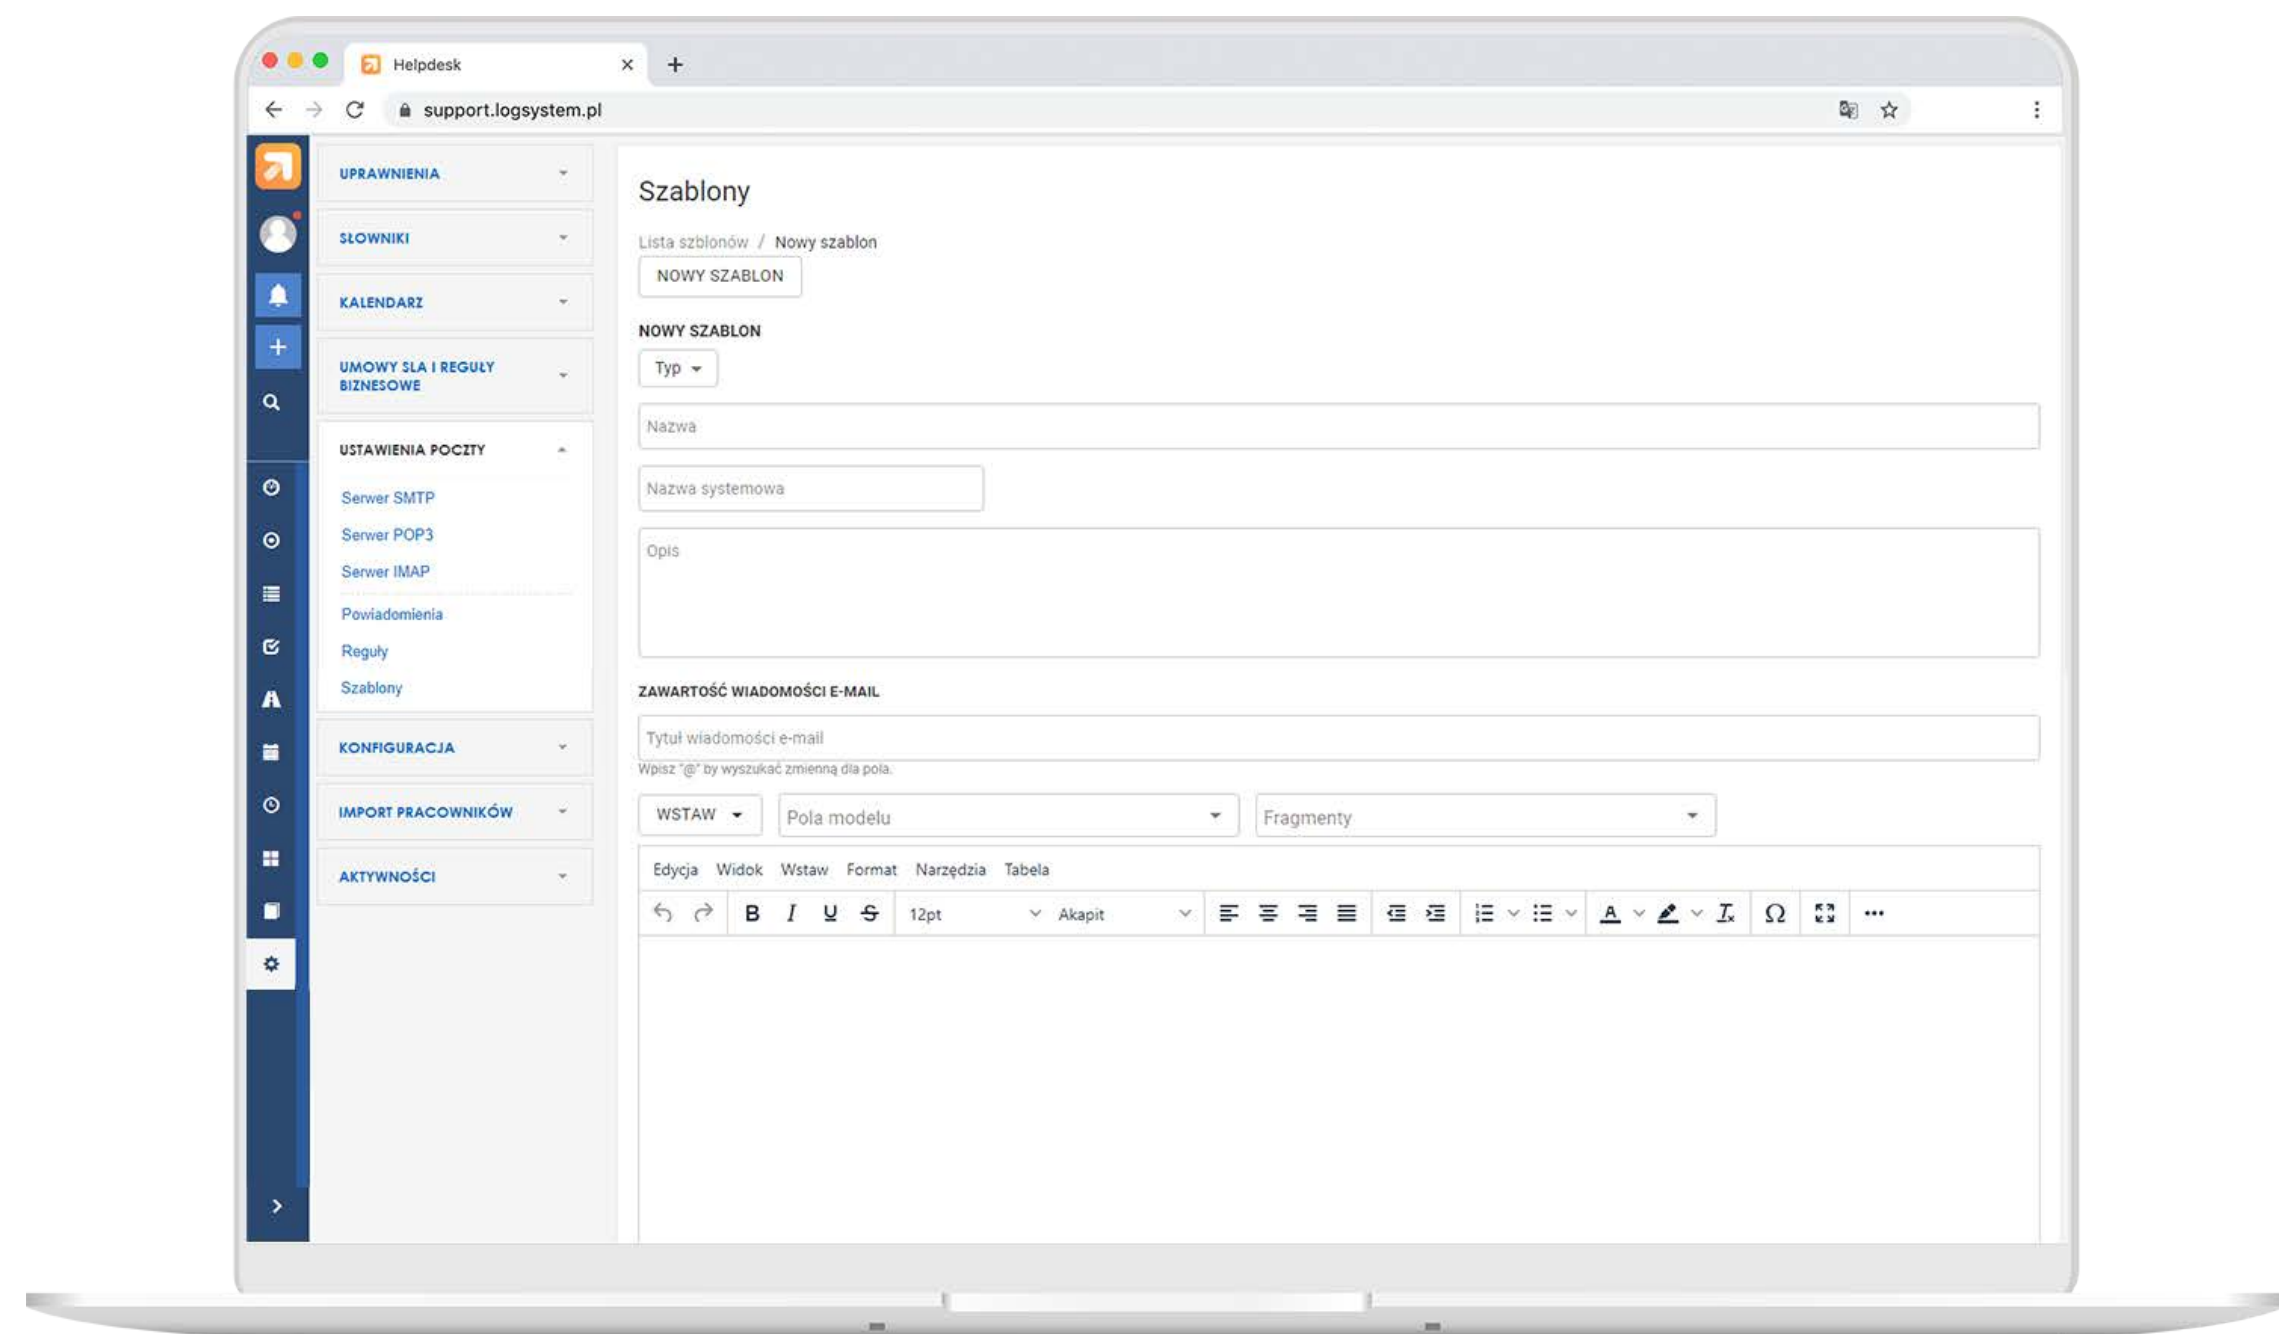 Helpdesk
support.logsystem.pl
UPRAWNIENIA
SŁOWNIKI
KALENDARZ
UMOWY SLA I REGUŁY
BIZNESOWE
USTAWIENIA POCZTY
Serwer SMTP
Serwer POP3
Serwer IMAP
Powiadomienia
Reguły
Szablony
KONFIGURACJA
IMPORT PRACOWNIKÓW
AKTYWNOŚCI
Szablony
Lista szblonów / Nowy szablon
NOWY SZABLON
NOWY SZABLON
Typ
Nazwa
Nazwa systemowa
Opis
ZAWARTOŚĆ WIADOMOŚCI E-MAIL
Tytuł wiadomości e-mail
Wpisz "@" by wyszukać zmienną dla pola.
WSTAW Pola modelu Fragmenty
Edycja Widok Wstaw Format Narzędzia Tabela
B I U S 12pt Akapit A Ω